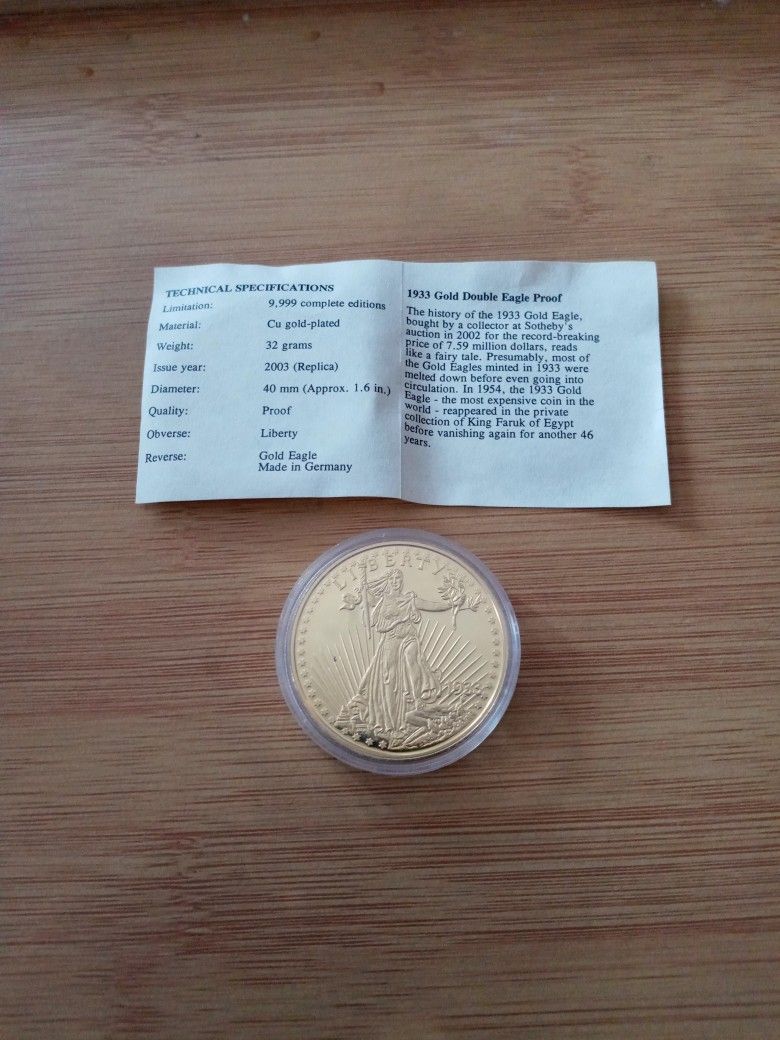 TECHNICAL SPECIFICATIONS
Limitation: 9,999 complete editions
Material: Cu gold-plated
Weight: 32 grams
Issue year: 2003 (Replica)
Diameter: 40 mm (Approx. 1.6 in.)
Quality: Proof
Obverse: Liberty
Reverse: Gold Eagle
Made in Germany
1933 Gold Double Eagle Proof
The history of the 1933 Gold Eagle,
bought by a collector at Sotheby's
auction in 2002 for the record-breaking
price of 7.59 million dollars, reads
like a fairy tale. Presumably, most of
the Gold Eagles minted in 1933 were
melted down before even going into
circulation. In 1954, the 1933 Gold
Eagle - the most expensive coin in the
world - reappeared in the private
collection of King Faruk of Egypt
before vanishing again for another 46
years.
LIBERTY
1933